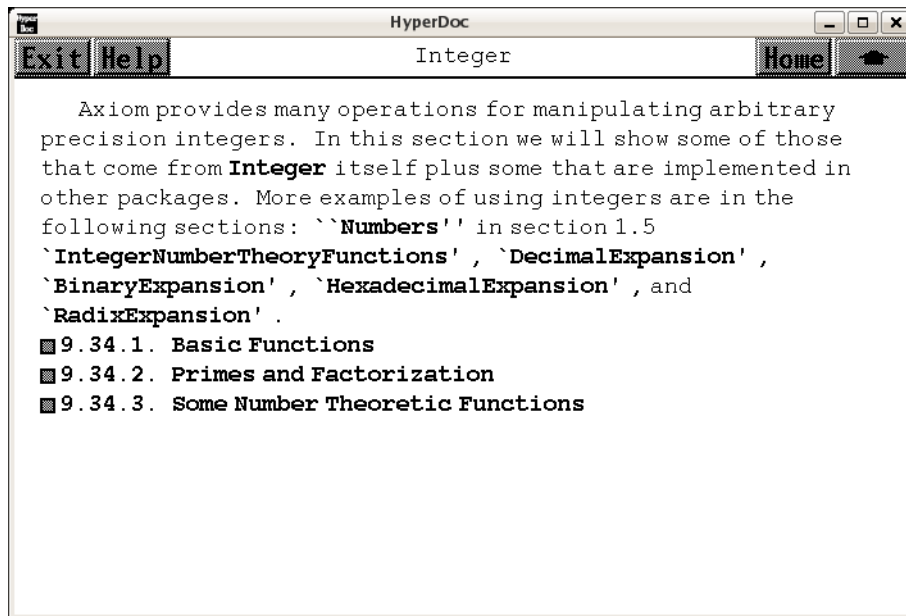 Hyper Doc
HyperDoc
Exit Help Integer Home
Axiom provides many operations for manipulating arbitrary
precision integers. In this section we will show some of those
that come from Integer itself plus some that are implemented in
other packages. More examples of using integers are in the
following sections: ``Numbers'' in section 1.5
`IntegerNumberTheoryFunctions' , `DecimalExpansion' ,
`BinaryExpansion' , `HexadecimalExpansion' , and
`RadixExpansion' .
9.34.1. Basic Functions
9.34.2. Primes and Factorization
9.34.3. Some Number Theoretic Functions